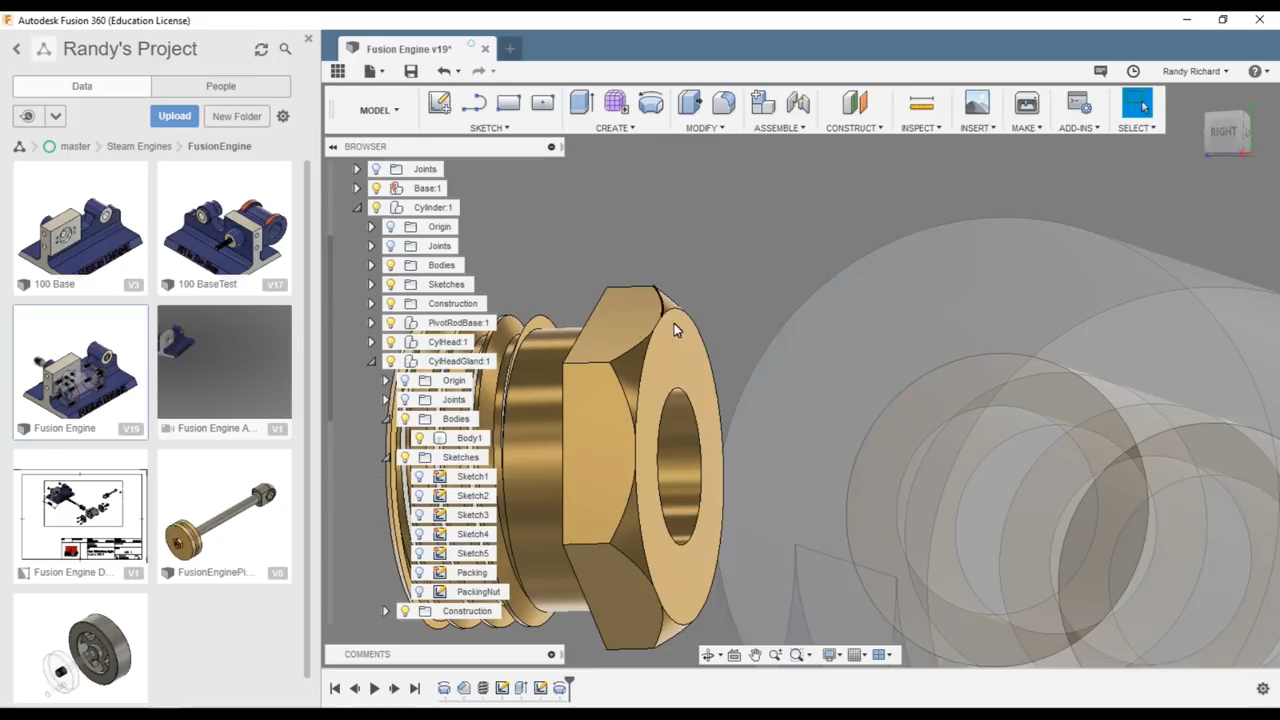 Autodesk Fusion 360 (Education License)
Randy's Project
Fusion Engine v19*
Data
People
Randy Richard
Upload
New Folder
MODEL
SKETCH
CREATE
MODIFY
ASSEMBLE
CONSTRUCT
INSPECT
INSERT
MAKE
ADD-INS
SELECT
RIGHT
master
Steam Engines
FusionEngine
BROWSER
Joints
Base:1
Cylinder:1
Origin
Joints
Bodies
Sketches
Construction
PivotRodBase:1
CylHead:1
CylHeadGland:1
Origin
Joints
Bodies
Body1
Sketches
Sketch1
Sketch2
Sketch3
Sketch4
Sketch5
Packing
PackingNut
Construction
100 Base
V3
100 BaseTest
V17
Fusion Engine
V19
Fusion Engine A...
V1
Fusion Engine D...
V1
FusionEnginePi...
V8
COMMENTS